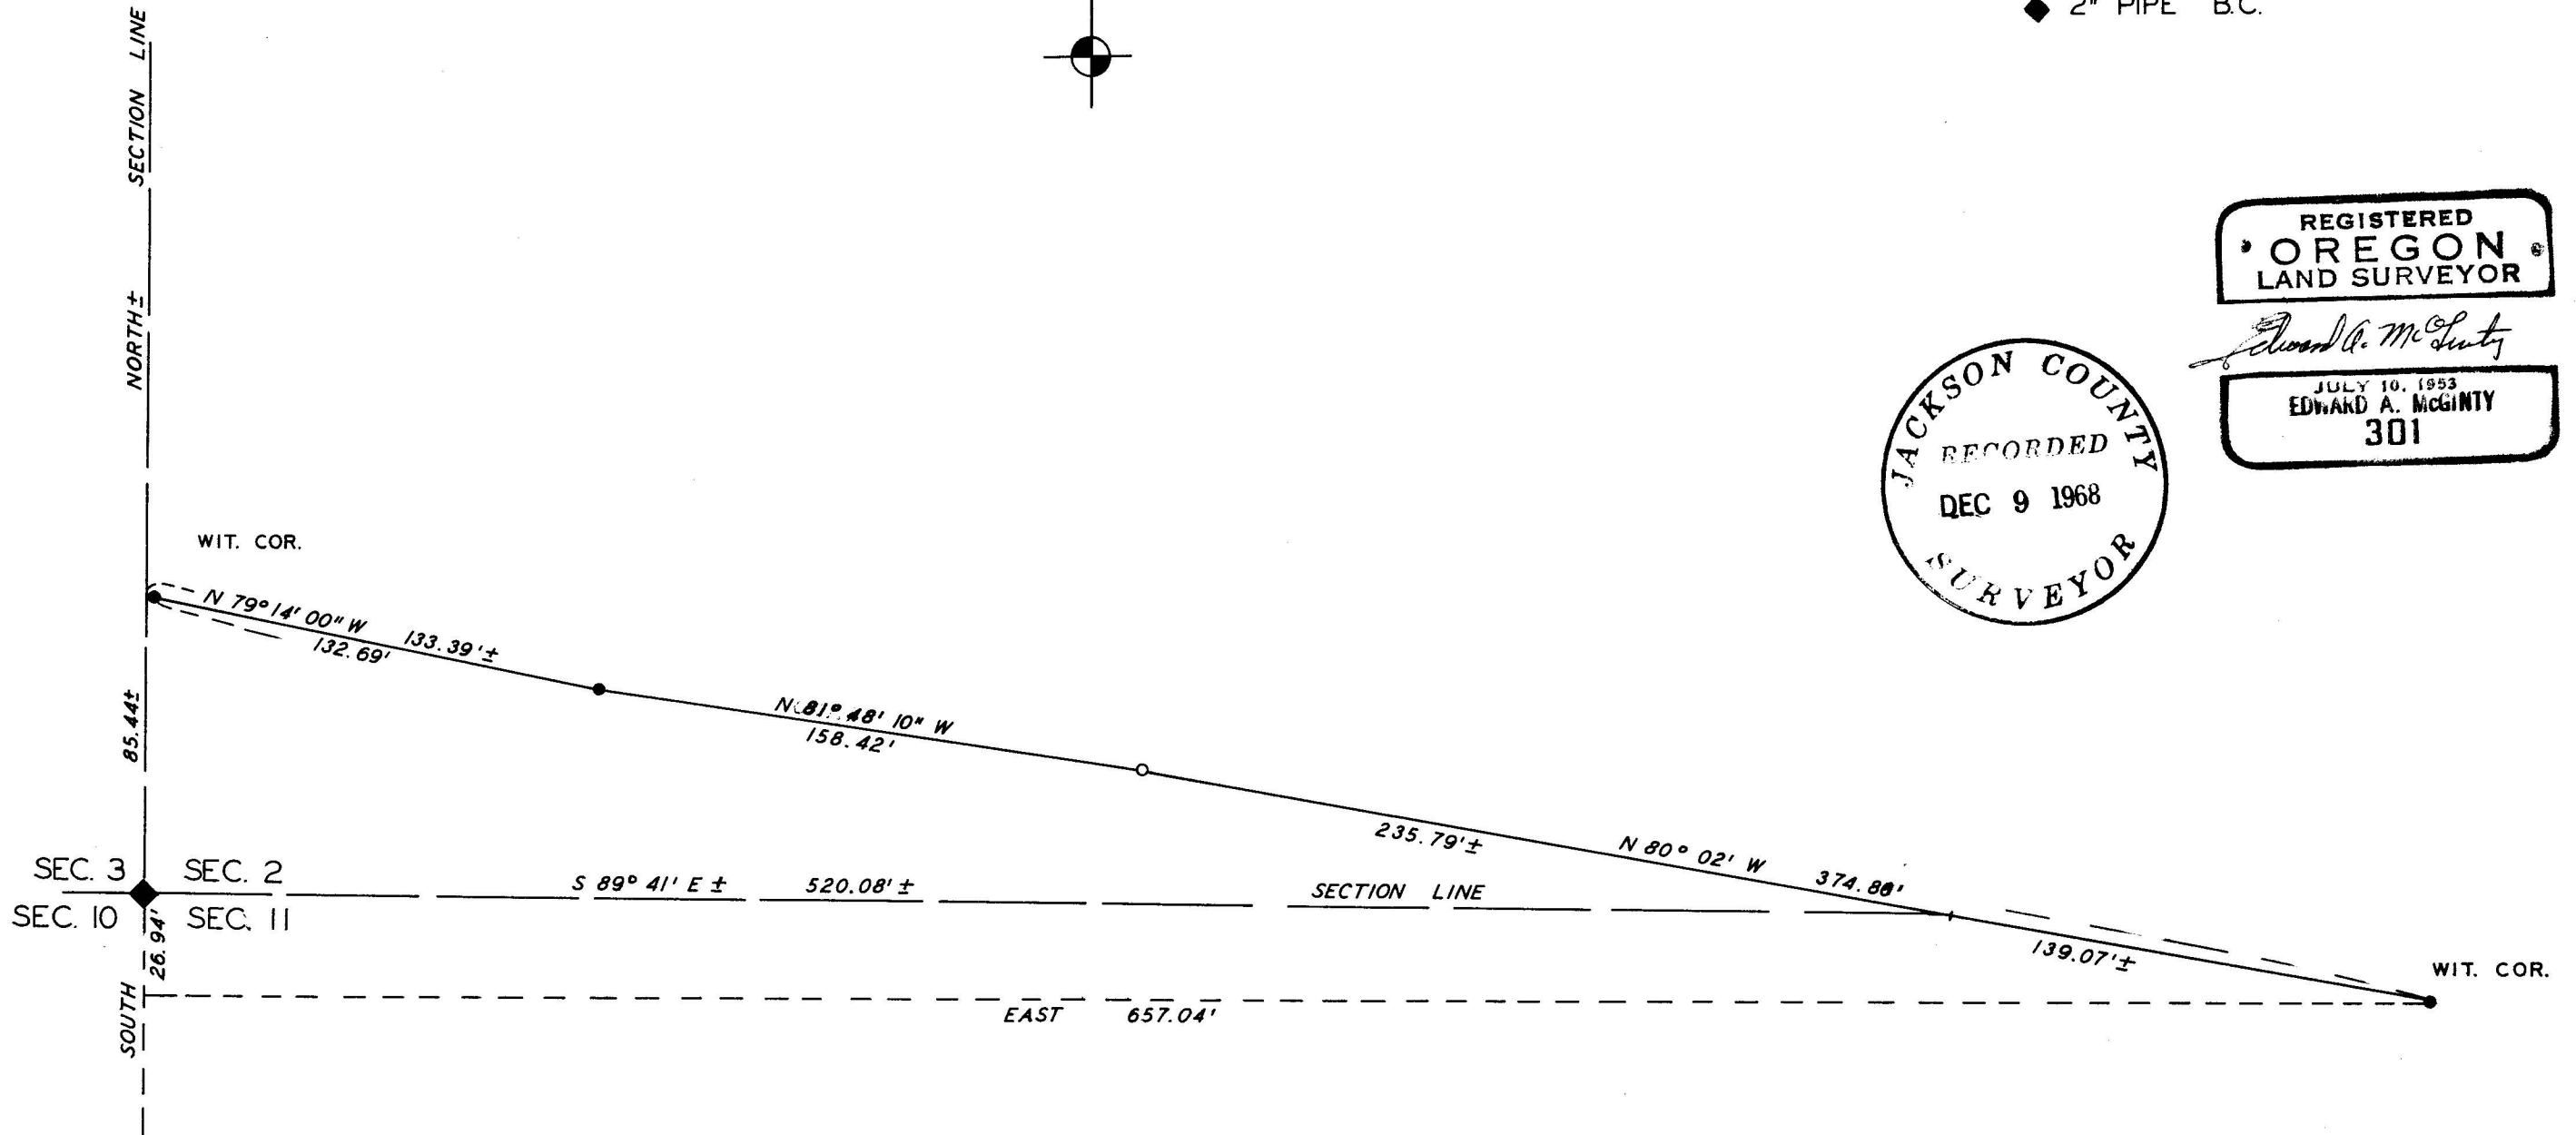 ◆ 2" PIPE B.C.
SECTION LINE
NORTH ±
REGISTERED
OREGON
LAND SURVEYOR
Edward A. McGinty
JULY 10, 1953
EDWARD A. McGINTY
301
JACKSON COUNTY
RECORDED
DEC 9 1968
SURVEYOR
WIT. COR.
N 79° 14' 00" W 133.39' ±
132.69'
85.44 ±
N 81° 48' 10" W
158.42'
235.79' ±
N 80° 02' W 374.86'
139.07' ±
WIT. COR.
SEC. 3 SEC. 2
S 89° 41' E ± 520.08' ± SECTION LINE
SEC. 10 SEC. 11
26.94'
SOUTH
EAST 657.04'